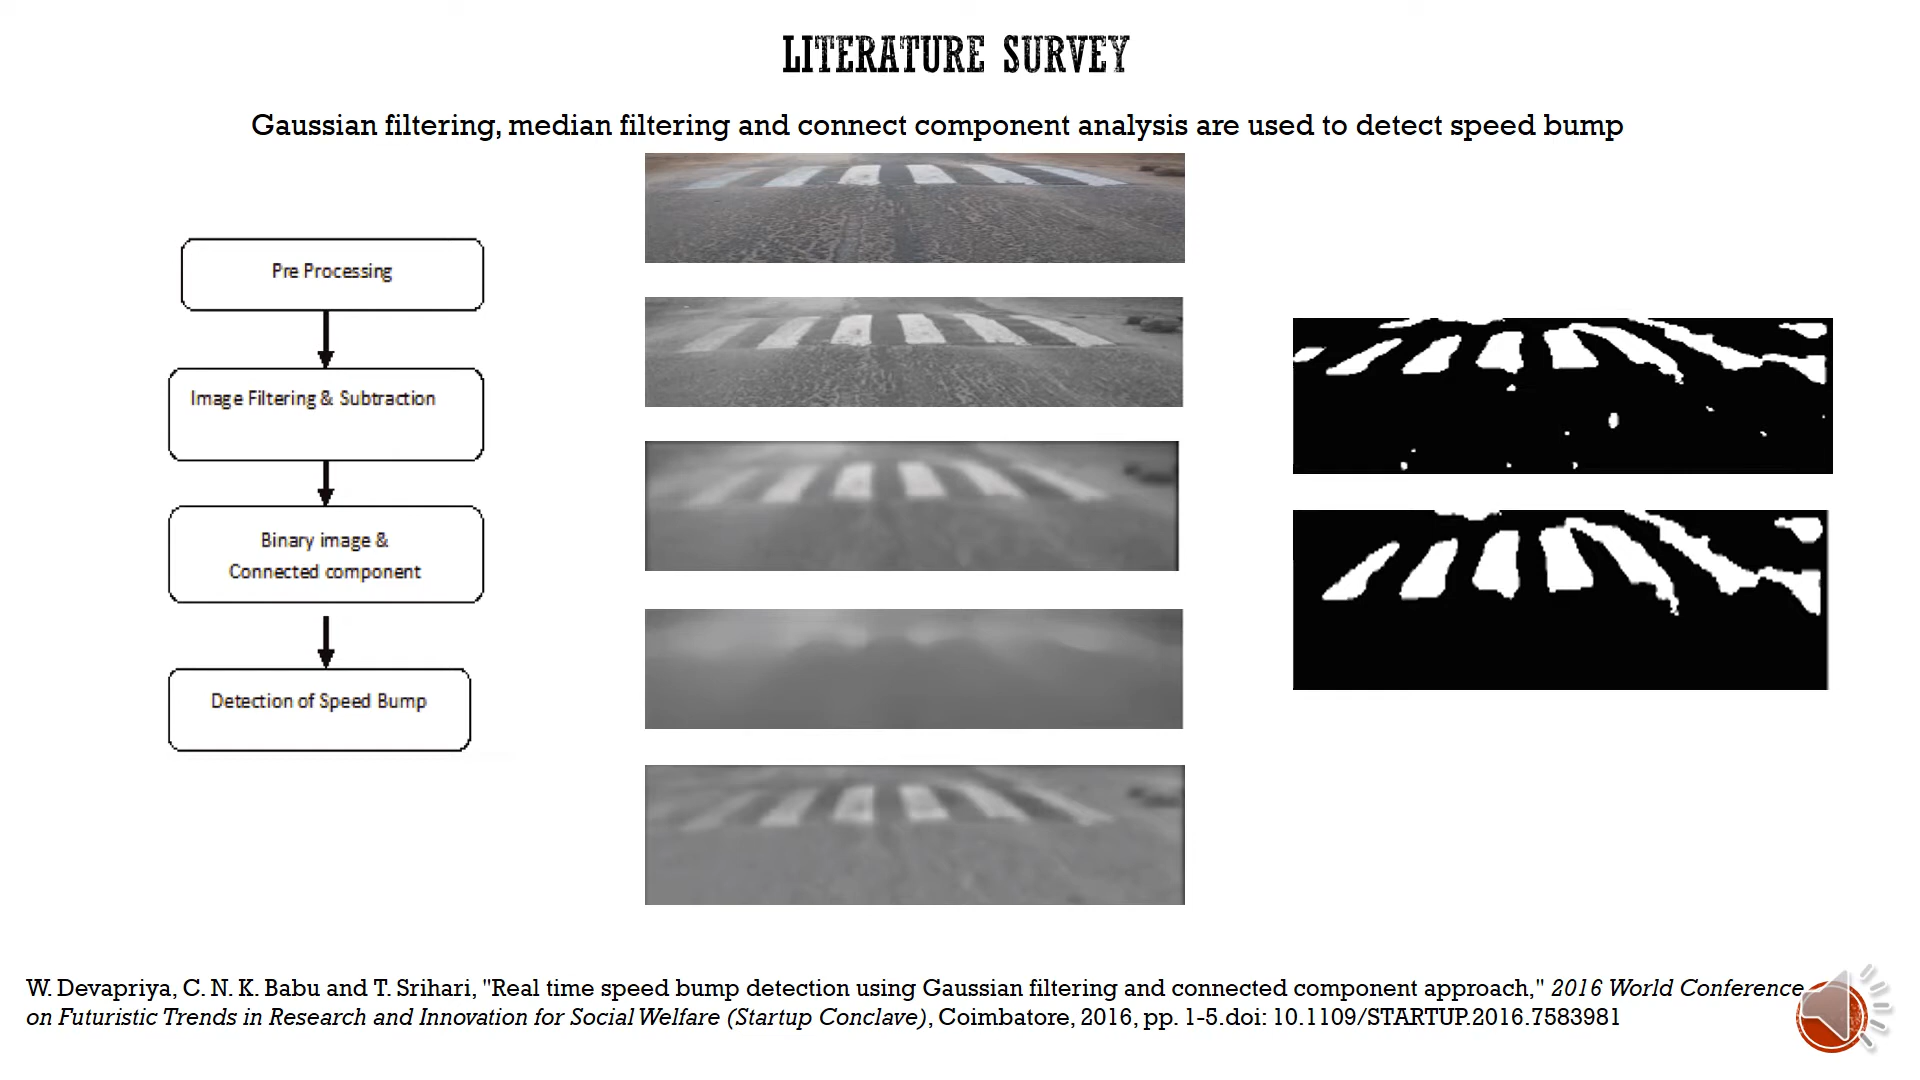 LITERATURE SURVEY
Gaussian filtering, median filtering and connect component analysis are used to detect speed bump
Pre Processing
Image Filtering & Subtraction
Binary image &
Connected component
Detection of Speed Bump
W. Devapriya, C. N. K. Babu and T. Srihari, "Real time speed bump detection using Gaussian filtering and connected component approach," 2016 World Conference
on Futuristic Trends in Research and Innovation for Social Welfare (Startup Conclave), Coimbatore, 2016, pp. 1-5.doi: 10.1109/STARTUP.2016.7583981